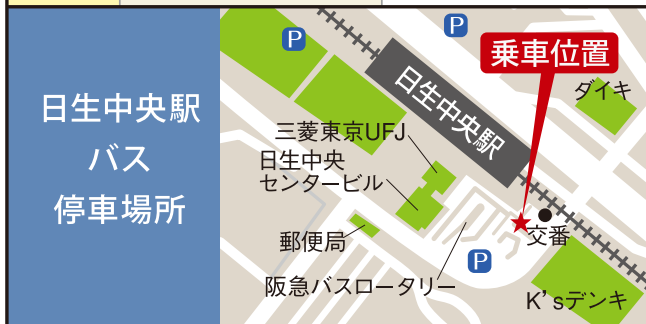 日生中央駅
バス
停車場所
P
P
乗車位置
ダイキ
日生中央駅
三菱東京UFJ
日生中央
センタービル
郵便局
交番
P
阪急バスロータリー
K'sデンキ